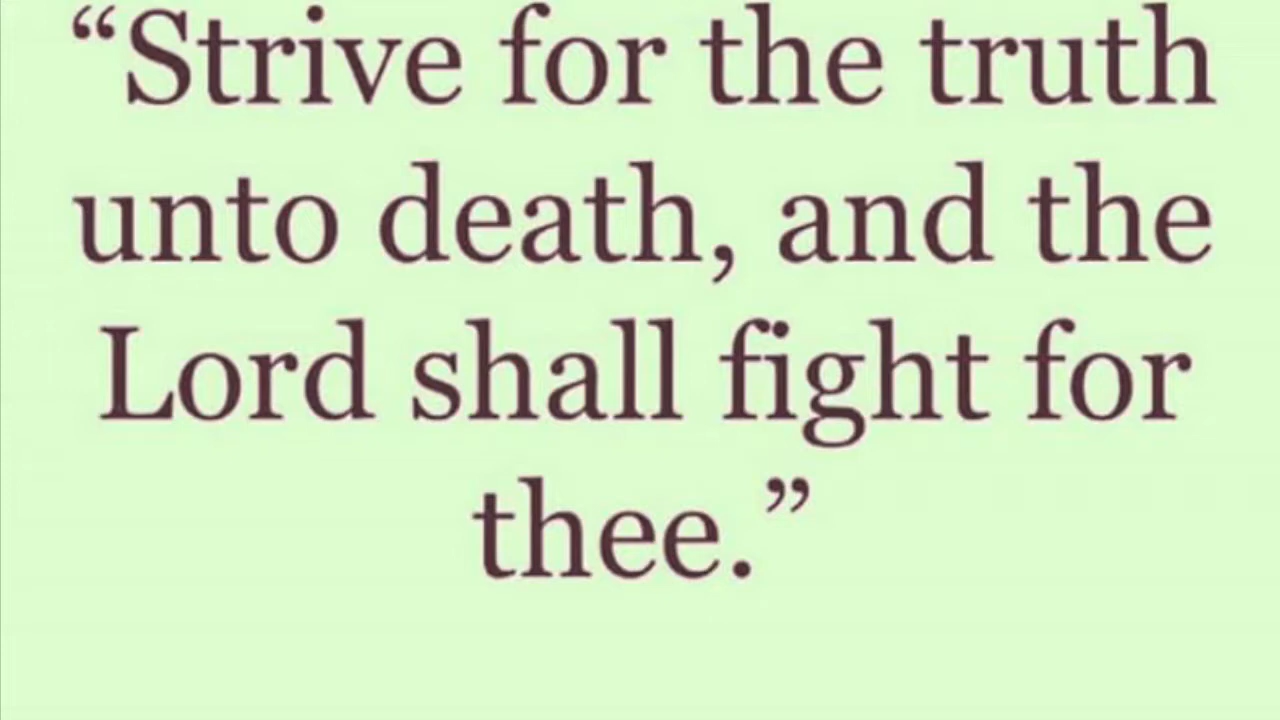 “Strive for the truth
unto death, and the
Lord shall fight for
thee.”